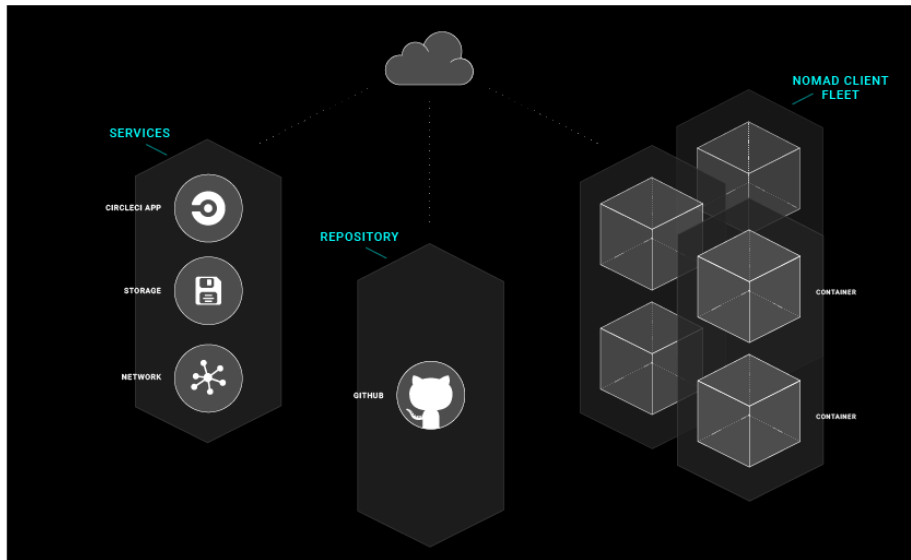 NOMAD CLIENT
FLEET
SERVICES
CIRCLECI APP
STORAGE
NETWORK
REPOSITORY
GITHUB
CONTAINER
CONTAINER